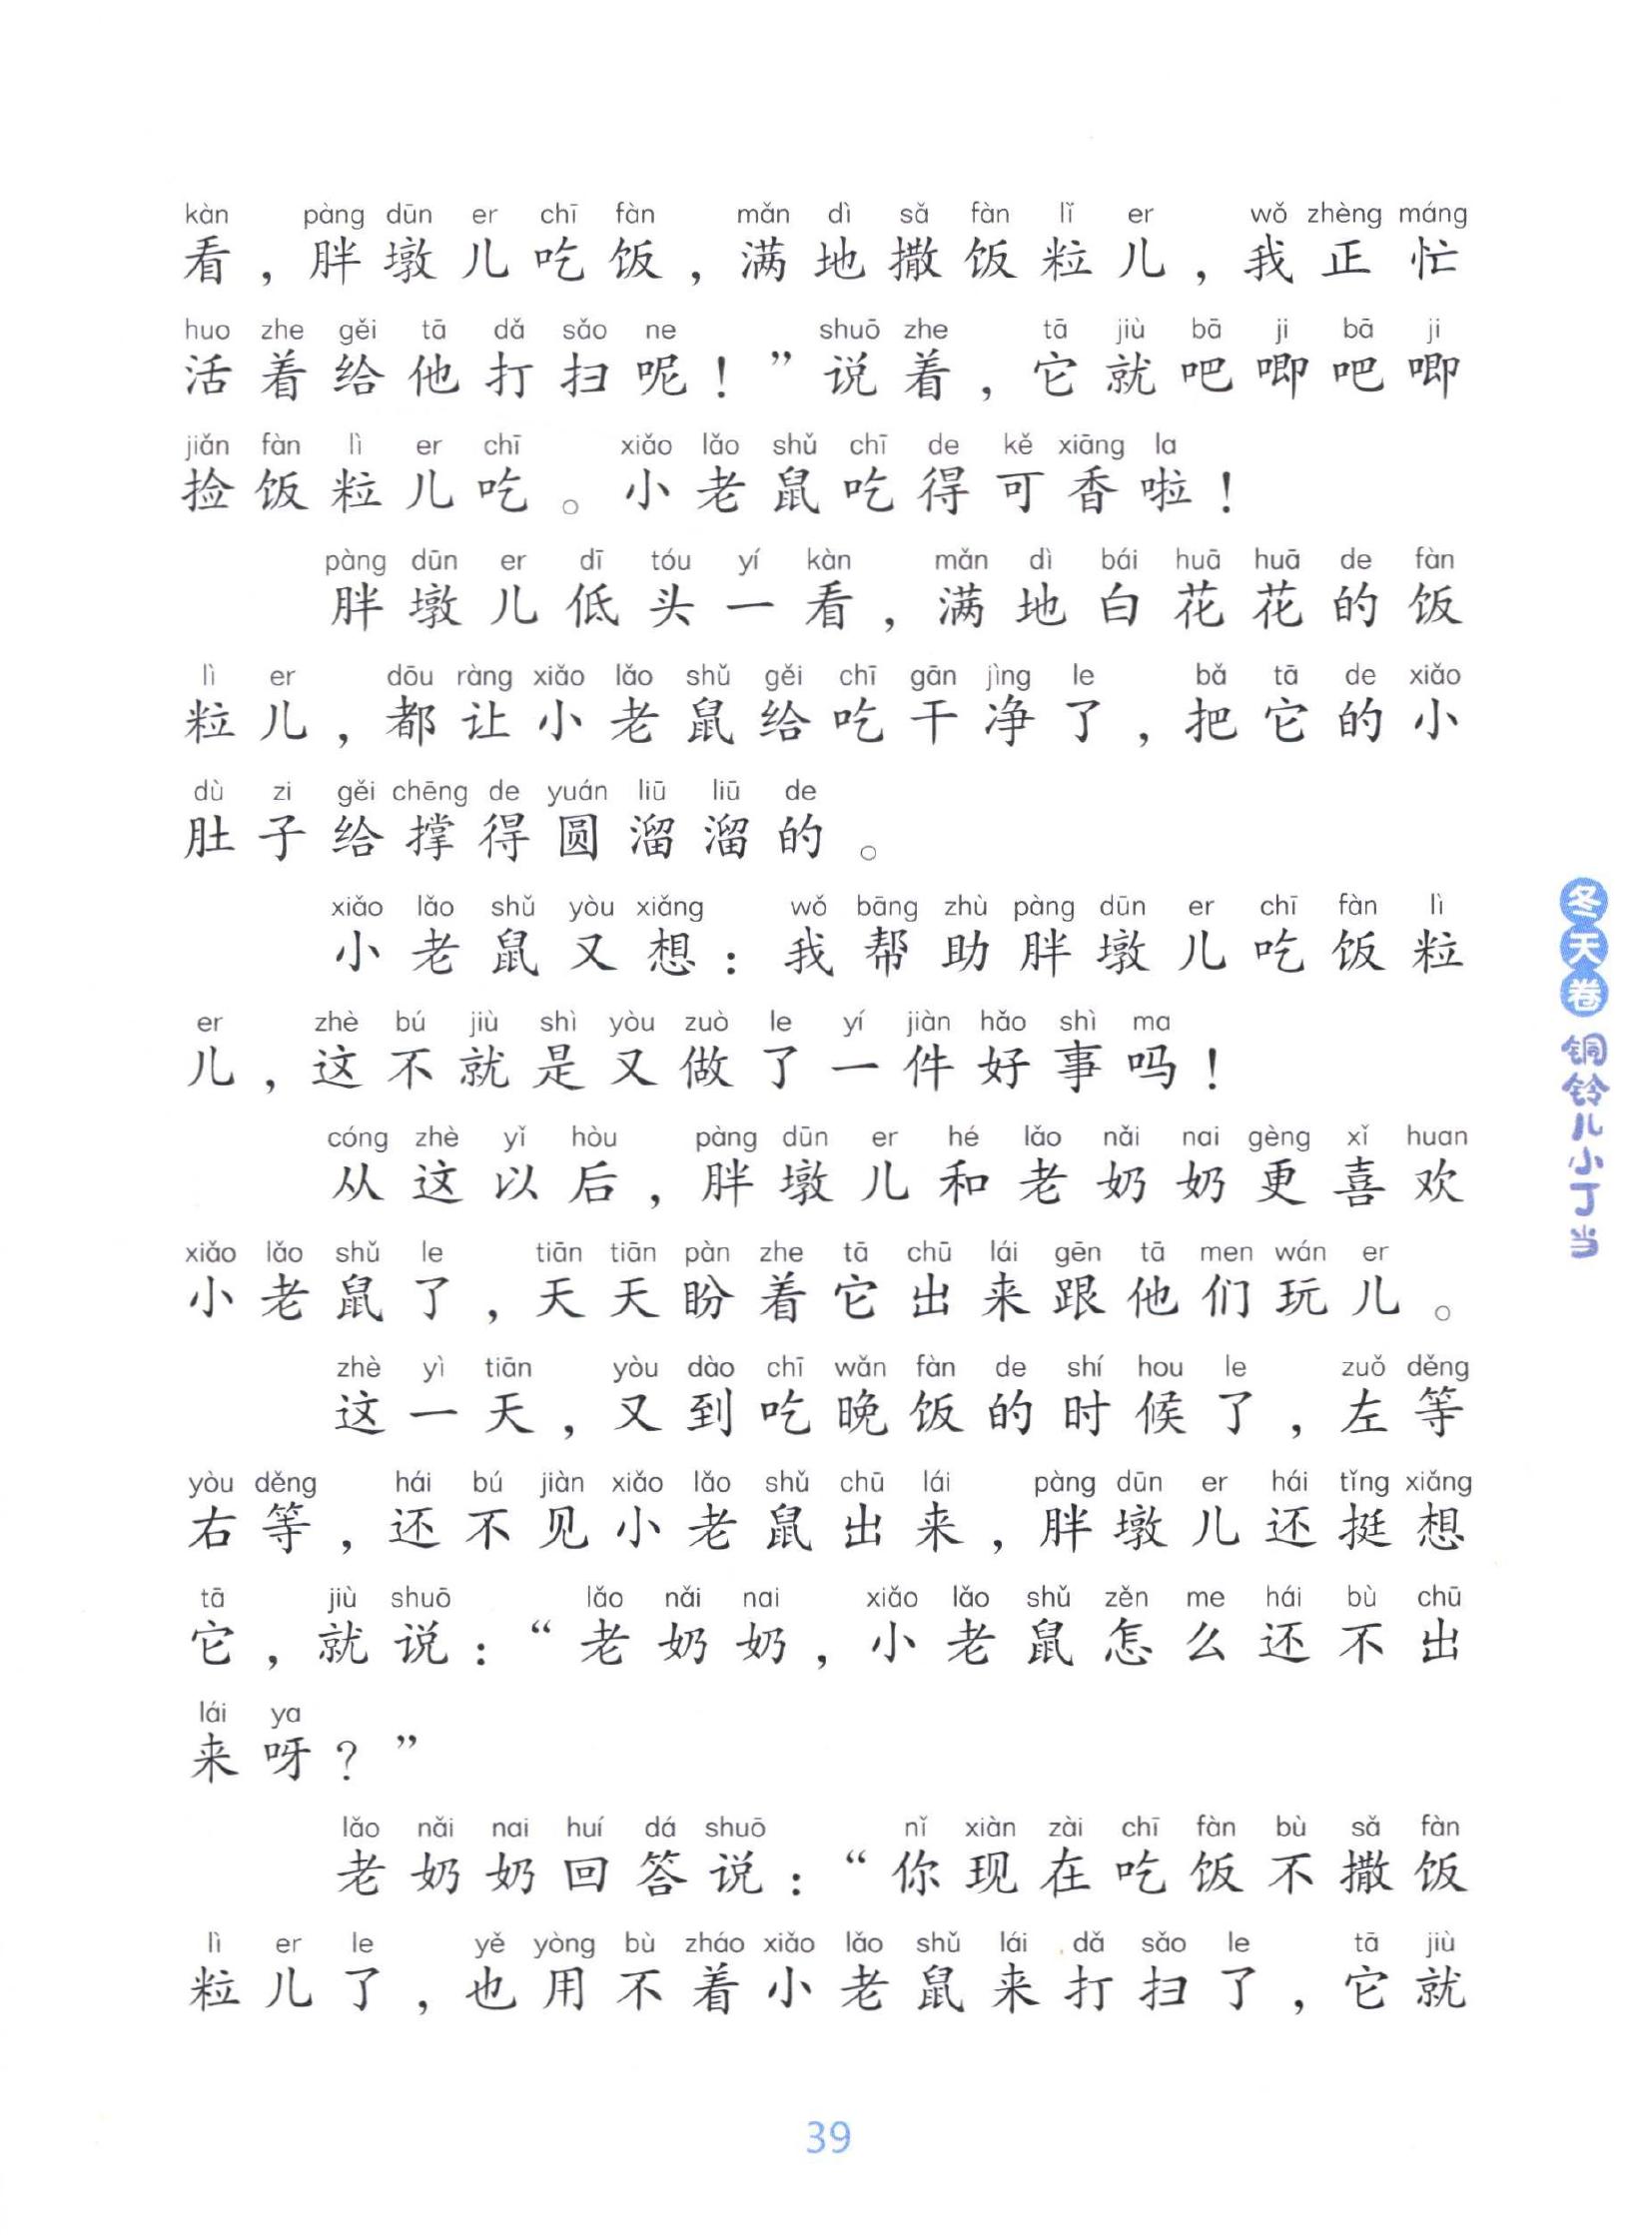 kàn pàng dūn er chī fàn mǎn dì sǎ fàn lǐ er wǒ zhèng máng
看，胖墩儿吃饭，满地撒饭粒儿，我正忙
huo zhe gěi tā dǎ sǎo ne shuō zhe tā jiù bā ji bā ji
活着给他打扫呢！”说着，它就吧唧吧唧
jiǎn fàn lì er chī xiǎo lǎo shǔ chī de kě xiāng la
捡饭粒儿吃。小老鼠吃得可香啦！
pàng dūn er dī tóu yí kàn mǎn dì bái huā huā de fàn
胖墩儿低头一看，满地白花花的饭
lì er dōu ràng xiǎo lǎo shǔ gěi chī gān jìng le bǎ tā de xiǎo
粒儿，都让小老鼠给吃干净了，把它的小
dù zi gěi chēng de yuán liū liū de
肚子给撑得圆溜溜的。
xiǎo lǎo shǔ yòu xiǎng wǒ bāng zhù pàng dūn er chī fàn lì
小老鼠又想：我帮助胖墩儿吃饭粒
er zhè bú jiù shì yòu zuò le yí jiàn hǎo shì ma
儿，这不就是又做了一件好事吗！
cóng zhè yǐ hòu pàng dūn er hé lǎo nǎi nai gèng xǐ huan
从这以后，胖墩儿和老奶奶更喜欢
xiǎo lǎo shǔ le tiān tiān pàn zhe tā chū lái gēn tā men wán er
小老鼠了，天天盼着它出来跟他们玩儿。
zhè yì tiān yòu dào chī wǎn fàn de shí hou le zuǒ děng
这一天，又到吃晚饭的时候了，左等
yòu děng hái bú jiàn xiǎo lǎo shǔ chū lái pàng dūn er hái tǐng xiǎng
右等，还不见小老鼠出来，胖墩儿还挺想
tā jiù shuō lǎo nǎi nai xiǎo lǎo shǔ zěn me hái bù chū
它，就说：“老奶奶，小老鼠怎么还不出
lái ya
来呀？”
lǎo nǎi nai huí dá shuō nǐ xiàn zài chī fàn bù sǎ fàn
老奶奶回答说：“你现在吃饭不撒饭
lì er le yě yòng bù zháo xiǎo lǎo shǔ lái dǎ sǎo le tā jiù
粒儿了，也用不着小老鼠来打扫了，它就
冬天卷 铜铃儿小丁当
39